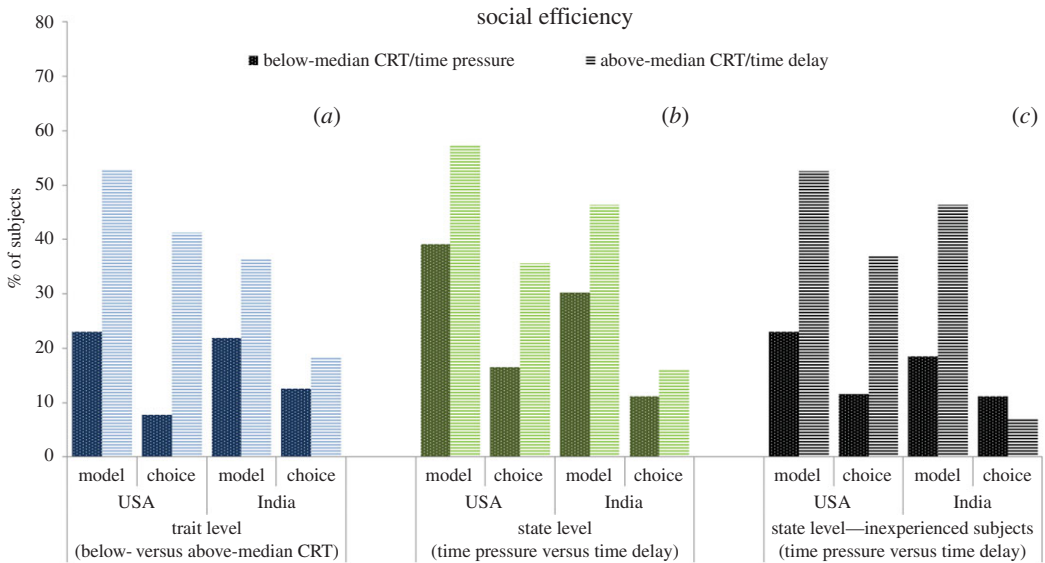 social efficiency
below-median CRT/time pressure above-median CRT/time delay
(a) (b) (c)
% of subjects
80
70
60
50
40
30
20
10
0
model choice model choice model choice model choice model choice model choice
USA India USA India USA India
trait level state level state level—inexperienced subjects
(below- versus above-median CRT) (time pressure versus time delay) (time pressure versus time delay)